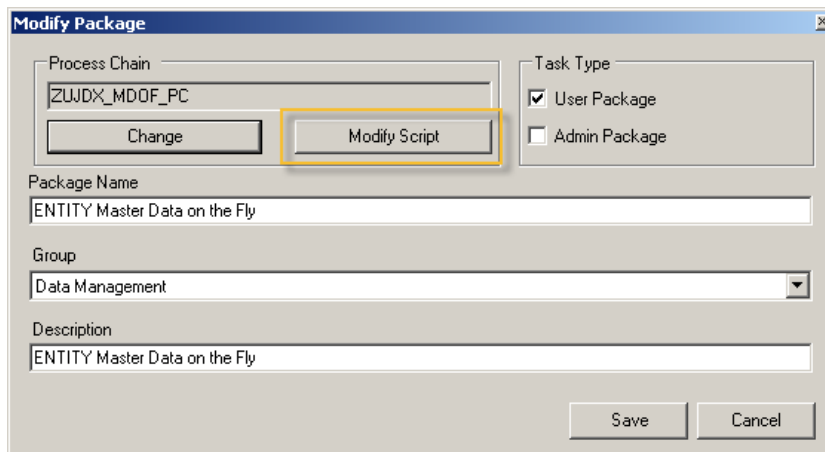 Modify Package
Process Chain
ZUJDX_MDOF_PC
Change
Modify Script
Task Type
User Package
Admin Package
Package Name
ENTITY Master Data on the Fly
Group
Data Management
Description
ENTITY Master Data on the Fly
Save
Cancel